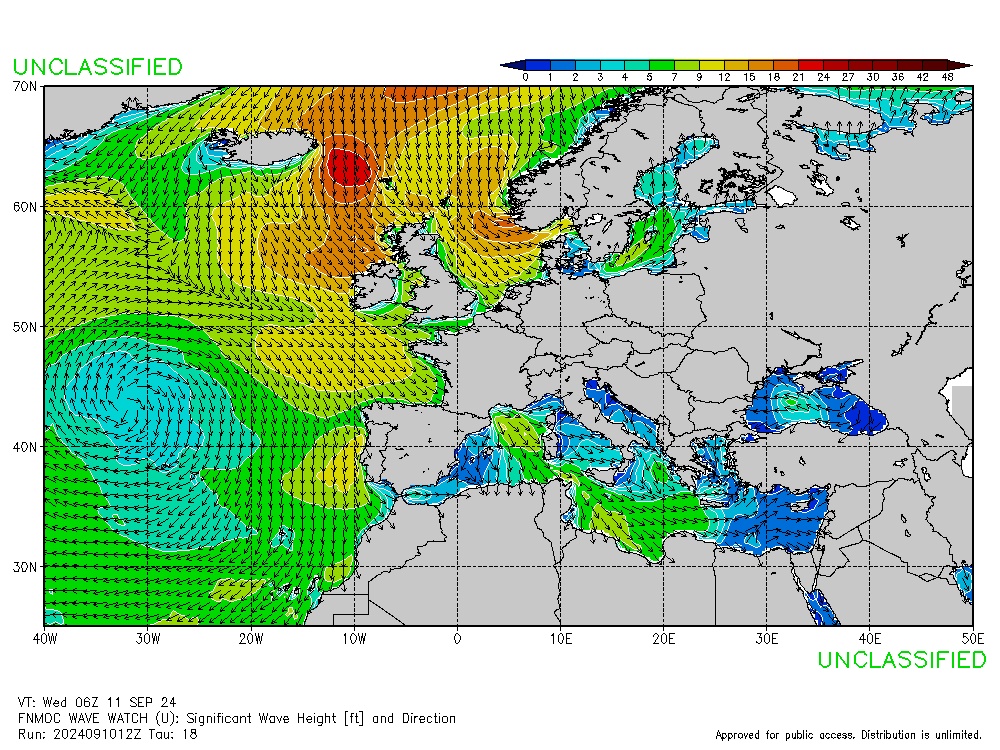 UNCLASSIFIED
0 1 2 3 4 5 7 9 12 15 18 21 24 27 30 36 42 48
70N
60N
50N
40N
30N
40W 30W 20W 10W 0 10E 20E 30E 40E 50E
UNCLASSIFIED
VT: Wed 06Z 11 SEP 24
FNMOC WAVE WATCH (U): Significant Wave Height [ft] and Direction
Run: 2024091012Z Tau: 18
Approved for public access. Distribution is unlimited.